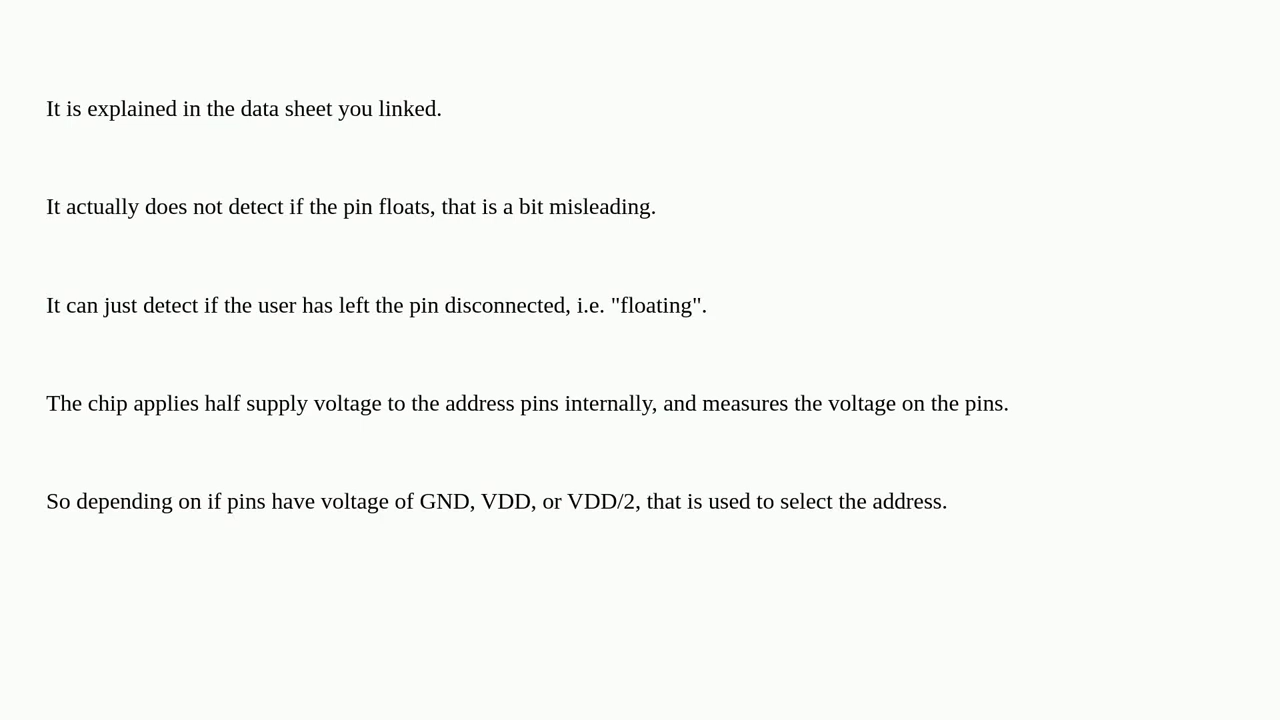 It is explained in the data sheet you linked.
It actually does not detect if the pin floats, that is a bit misleading.
It can just detect if the user has left the pin disconnected, i.e. "floating".
The chip applies half supply voltage to the address pins internally, and measures the voltage on the pins.
So depending on if pins have voltage of GND, VDD, or VDD/2, that is used to select the address.